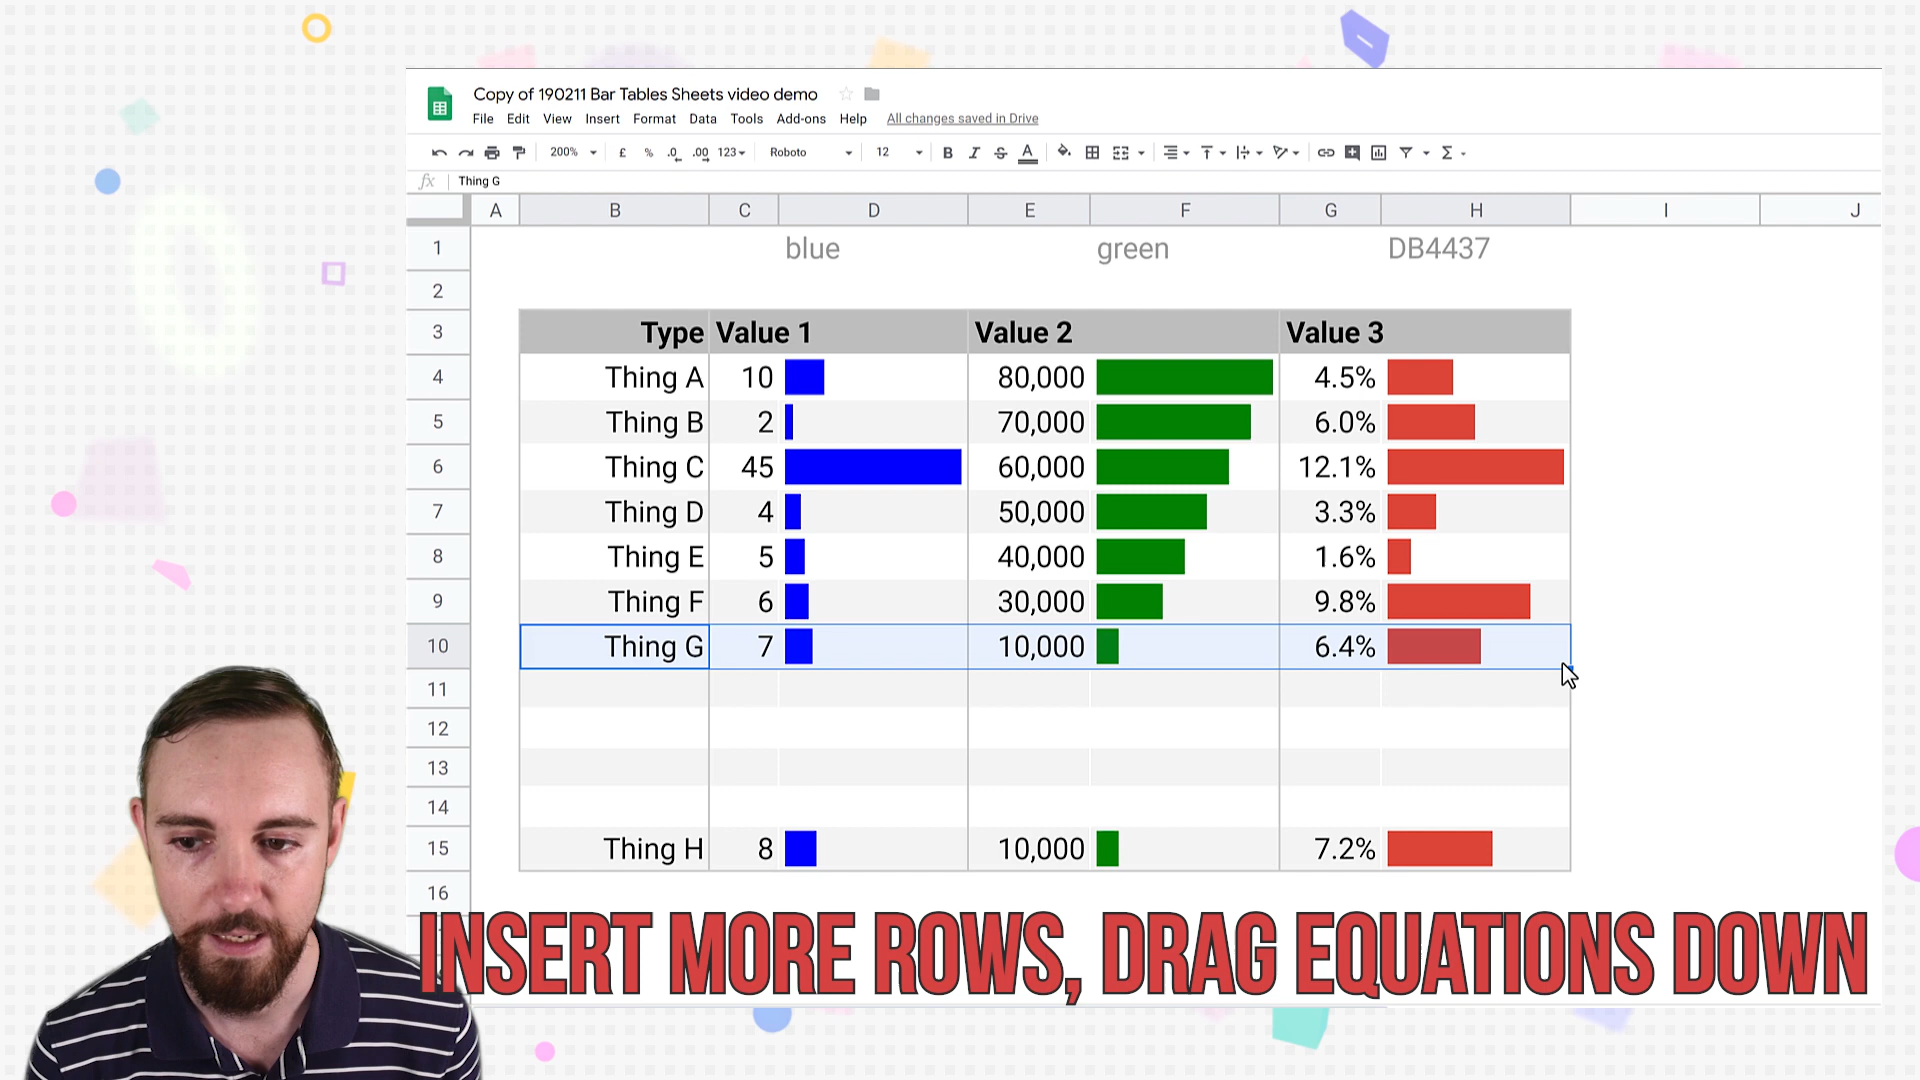 Copy of 190211 Bar Tables Sheets video demo
File Edit View Insert Format Data Tools Add-ons Help All changes saved in Drive
200% £ % .0 .00 123 Roboto 12 B I S A Σ
fx Thing G
A B C D E F G H I J
1 blue green DB4437
2
3 Type Value 1 Value 2 Value 3
4 Thing A 10 80,000 4.5%
5 Thing B 2 70,000 6.0%
6 Thing C 45 60,000 12.1%
7 Thing D 4 50,000 3.3%
8 Thing E 5 40,000 1.6%
9 Thing F 6 30,000 9.8%
10 Thing G 7 10,000 6.4%
11
12
13
14
15 Thing H 8 10,000 7.2%
16
INSERT MORE ROWS, DRAG EQUATIONS DOWN